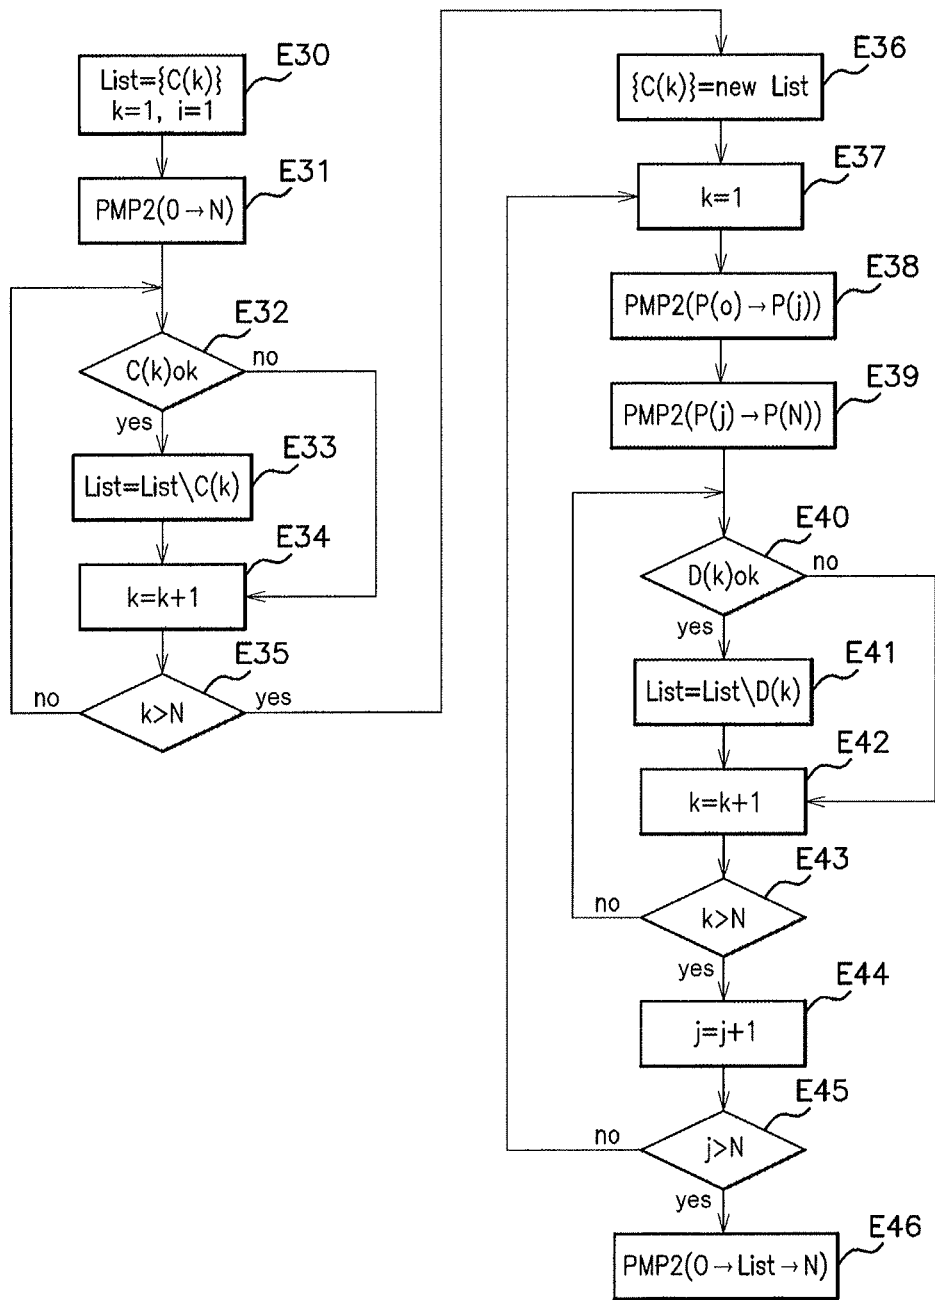 E30
List={C(k)}
k=1, i=1
E31
PMP2(0→N)
E32
C(k)ok
no
yes
E33
List=List\C(k)
E34
k=k+1
E35
no
k>N
yes
E36
{C(k)}=new List
E37
k=1
E38
PMP2(P(o)→P(j))
E39
PMP2(P(j)→P(N))
E40
D(k)ok
no
yes
E41
List=List\D(k)
E42
k=k+1
E43
no
k>N
yes
E44
j=j+1
E45
no
j>N
yes
E46
PMP2(0→List→N)